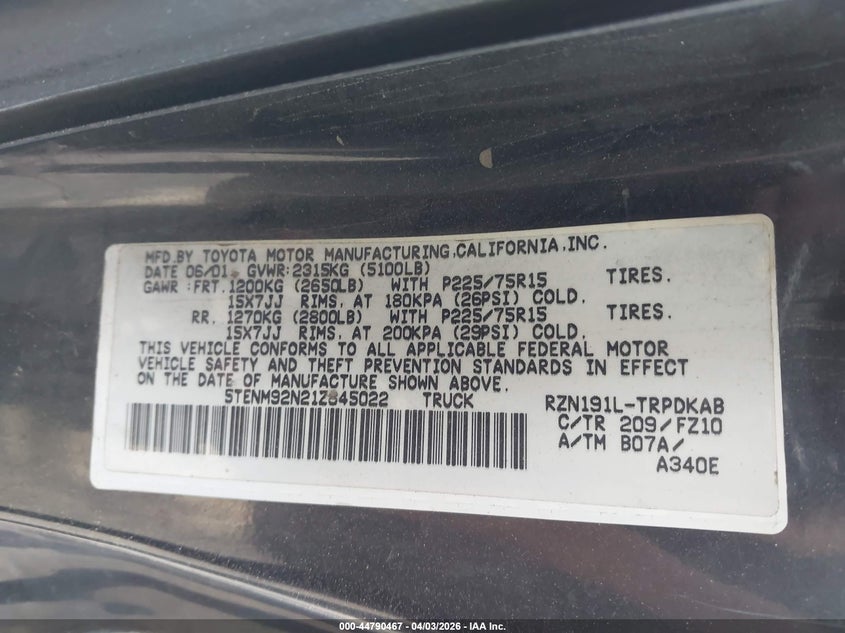 MFD.BY TOYOTA MOTOR MANUFACTURING,CALIFORNIA,INC.
DATE 06/01 GVWR:2315KG (5100LB)
GAWR :FRT. 1200KG (2650LB) WITH P225/75R15 TIRES.
15X7JJ RIMS, AT 180KPA (26PSI) COLD.
RR. 1270KG (2800LB) WITH P225/75R15 TIRES.
15X7JJ RIMS, AT 200KPA (29PSI) COLD.
THIS VEHICLE CONFORMS TO ALL APPLICABLE FEDERAL MOTOR
VEHICLE SAFETY AND THEFT PREVENTION STANDARDS IN EFFECT
ON THE DATE OF MANUFACTURE SHOWN ABOVE.
5TENM92N21Z845022 TRUCK RZN191L-TRPDKAB
C/TR 209/FZ10
A/TM B07A/
A340E
000-44790467 | 04/03/2026 - IAA Inc.